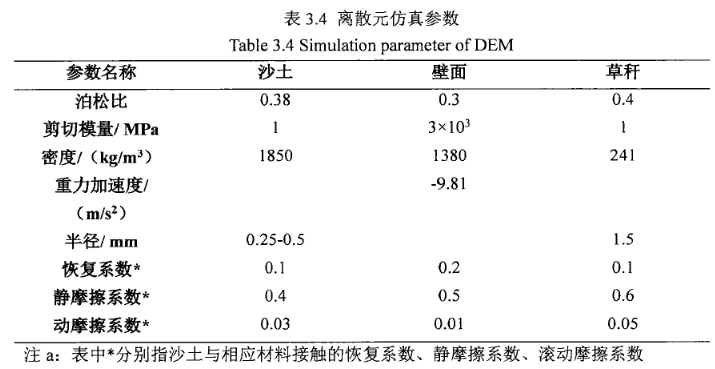 表 3.4 离散元仿真参数
Table 3.4 Simulation parameter of DEM
参数名称 沙土 壁面 草秆
泊松比 0.38 0.3 0.4
剪切模量/ MPa 1 3×10³ 1
密度/（kg/m³） 1850 1380 241
重力加速度/ -9.81
（m/s²）
半径/ mm 0.25-0.5 1.5
恢复系数* 0.1 0.2 0.1
静摩擦系数* 0.4 0.5 0.6
动摩擦系数* 0.03 0.01 0.05
注 a：表中*分别指沙土与相应材料接触的恢复系数、静摩擦系数、滚动摩擦系数